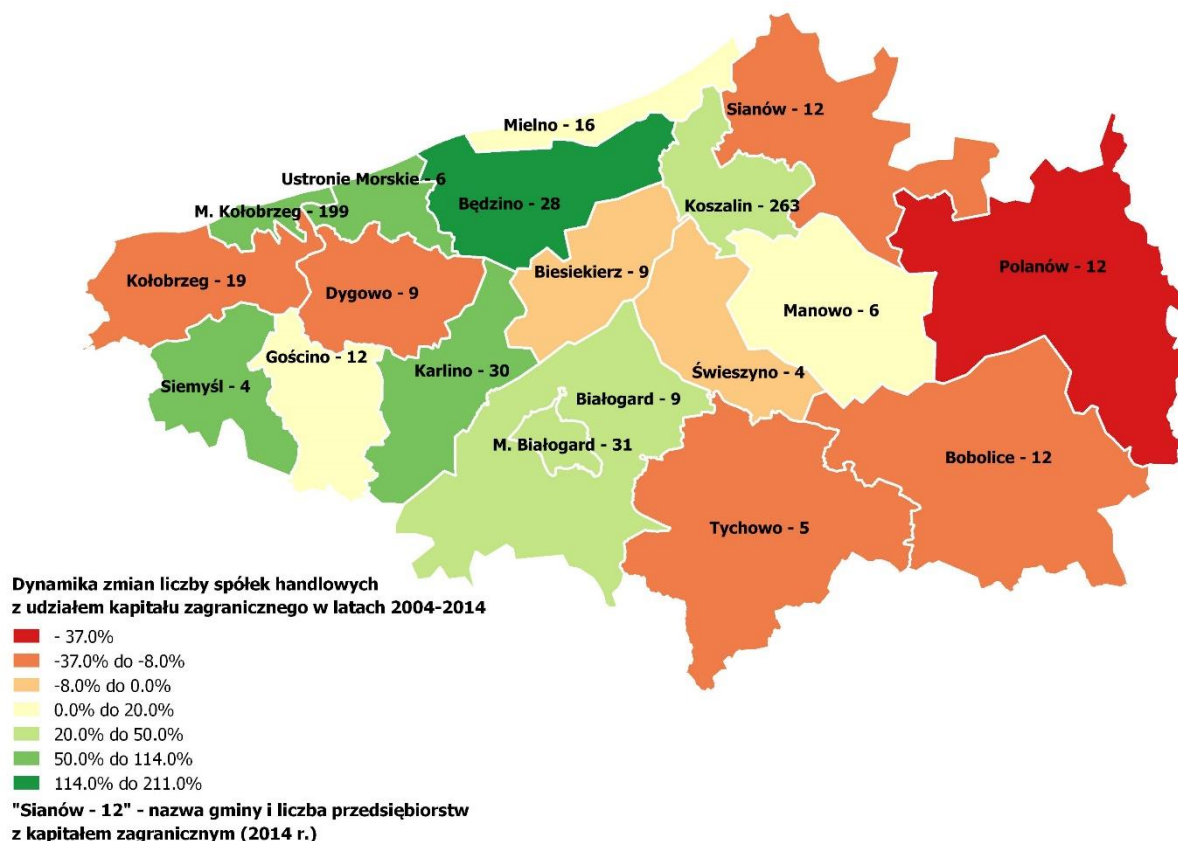 Sianów - 12
Mielno - 16
Ustronie Morskie - 6
M. Kołobrzeg - 199
Będzino - 28
Koszalin - 263
Kołobrzeg - 19
Dygowo - 9
Biesiekierz - 9
Polanów - 12
Manowo - 6
Gościno - 12
Siemyśl - 4
Karlino - 30
Świeszyno - 4
Białogard - 9
M. Białogard - 31
Bobolice - 12
Tychowo - 5
Dynamika zmian liczby spółek handlowych
z udziałem kapitału zagranicznego w latach 2004-2014
- 37.0%
-37.0% do -8.0%
-8.0% do 0.0%
0.0% do 20.0%
20.0% do 50.0%
50.0% do 114.0%
114.0% do 211.0%
"Sianów - 12" - nazwa gminy i liczba przedsiębiorstw
z kapitałem zagranicznym (2014 r.)